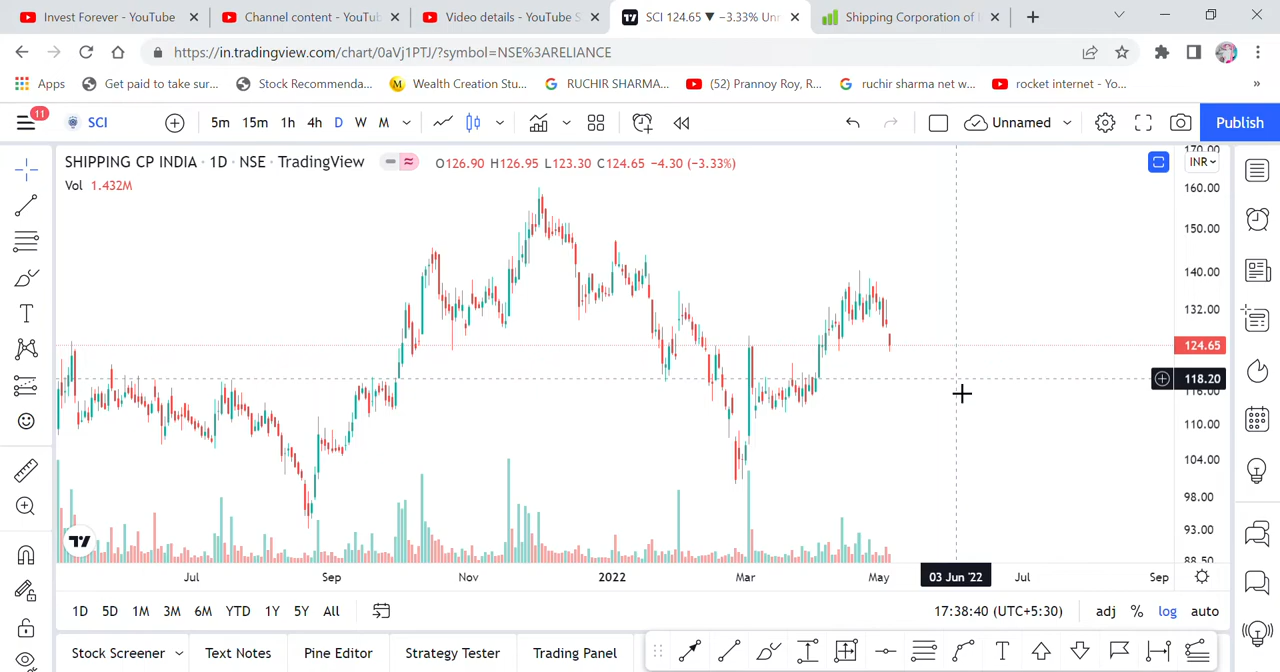 Invest Forever - YouTube
Channel content - YouTub
Video details - YouTube S
SCI 124.65 ▼ −3.33% Unn
Shipping Corporation of
https://in.tradingview.com/chart/0aVj1PTJ/?symbol=NSE%3ARELIANCE
Apps Get paid to take sur... Stock Recommenda... Wealth Creation Stu... RUCHIR SHARMA... (52) Prannoy Roy, R... ruchir sharma net w... rocket internet - Yo... »
11 SCI 5m 15m 1h 4h D W M Unnamed Publish
SHIPPING CP INDIA · 1D · NSE · TradingView O126.90 H126.95 L123.30 C124.65 −4.30 (−3.33%)
Vol 1.432M
INR
170.00
160.00
150.00
140.00
132.00
124.65
118.20
116.00
110.00
104.00
98.00
93.00
88.50
Jul Sep Nov 2022 Mar May 03 Jun '22 Jul Sep
1D 5D 1M 3M 6M YTD 1Y 5Y All 17:38:40 (UTC+5:30) adj % log auto
Stock Screener Text Notes Pine Editor Strategy Tester Trading Panel